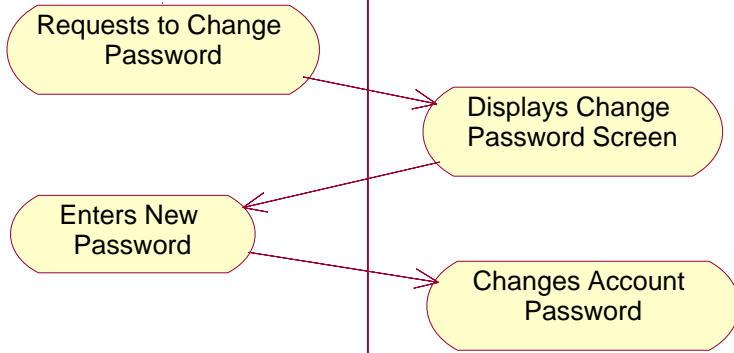 Requests to Change
Password
Displays Change
Password Screen
Enters New
Password
Changes Account
Password